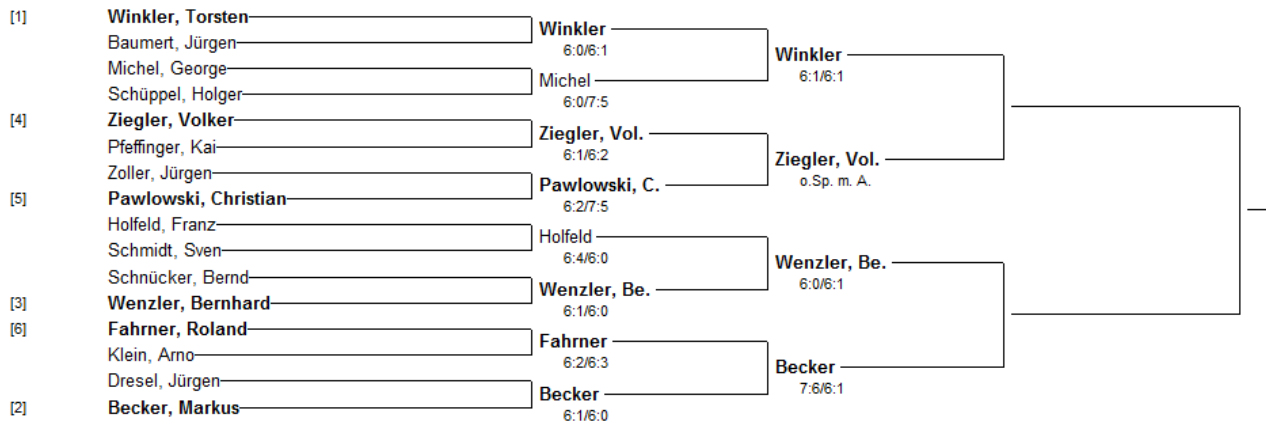 [1] Winkler, Torsten
Baumert, Jürgen
Michel, George
Schüppel, Holger
[4] Ziegler, Volker
Pfeffinger, Kai
Zoller, Jürgen
[5] Pawlowski, Christian
Holfeld, Franz
Schmidt, Sven
Schnücker, Bernd
[3] Wenzler, Bernhard
[6] Fahrner, Roland
Klein, Arno
Dresel, Jürgen
[2] Becker, Markus
Winkler
6:0/6:1
Michel
6:0/7:5
Ziegler, Vol.
6:1/6:2
Pawlowski, C.
6:2/7:5
Holfeld
6:4/6:0
Wenzler, Be.
6:1/6:0
Fahrner
6:2/6:3
Becker
6:1/6:0
Winkler
6:1/6:1
Ziegler, Vol.
o.Sp. m. A.
Wenzler, Be.
6:0/6:1
Becker
7:6/6:1